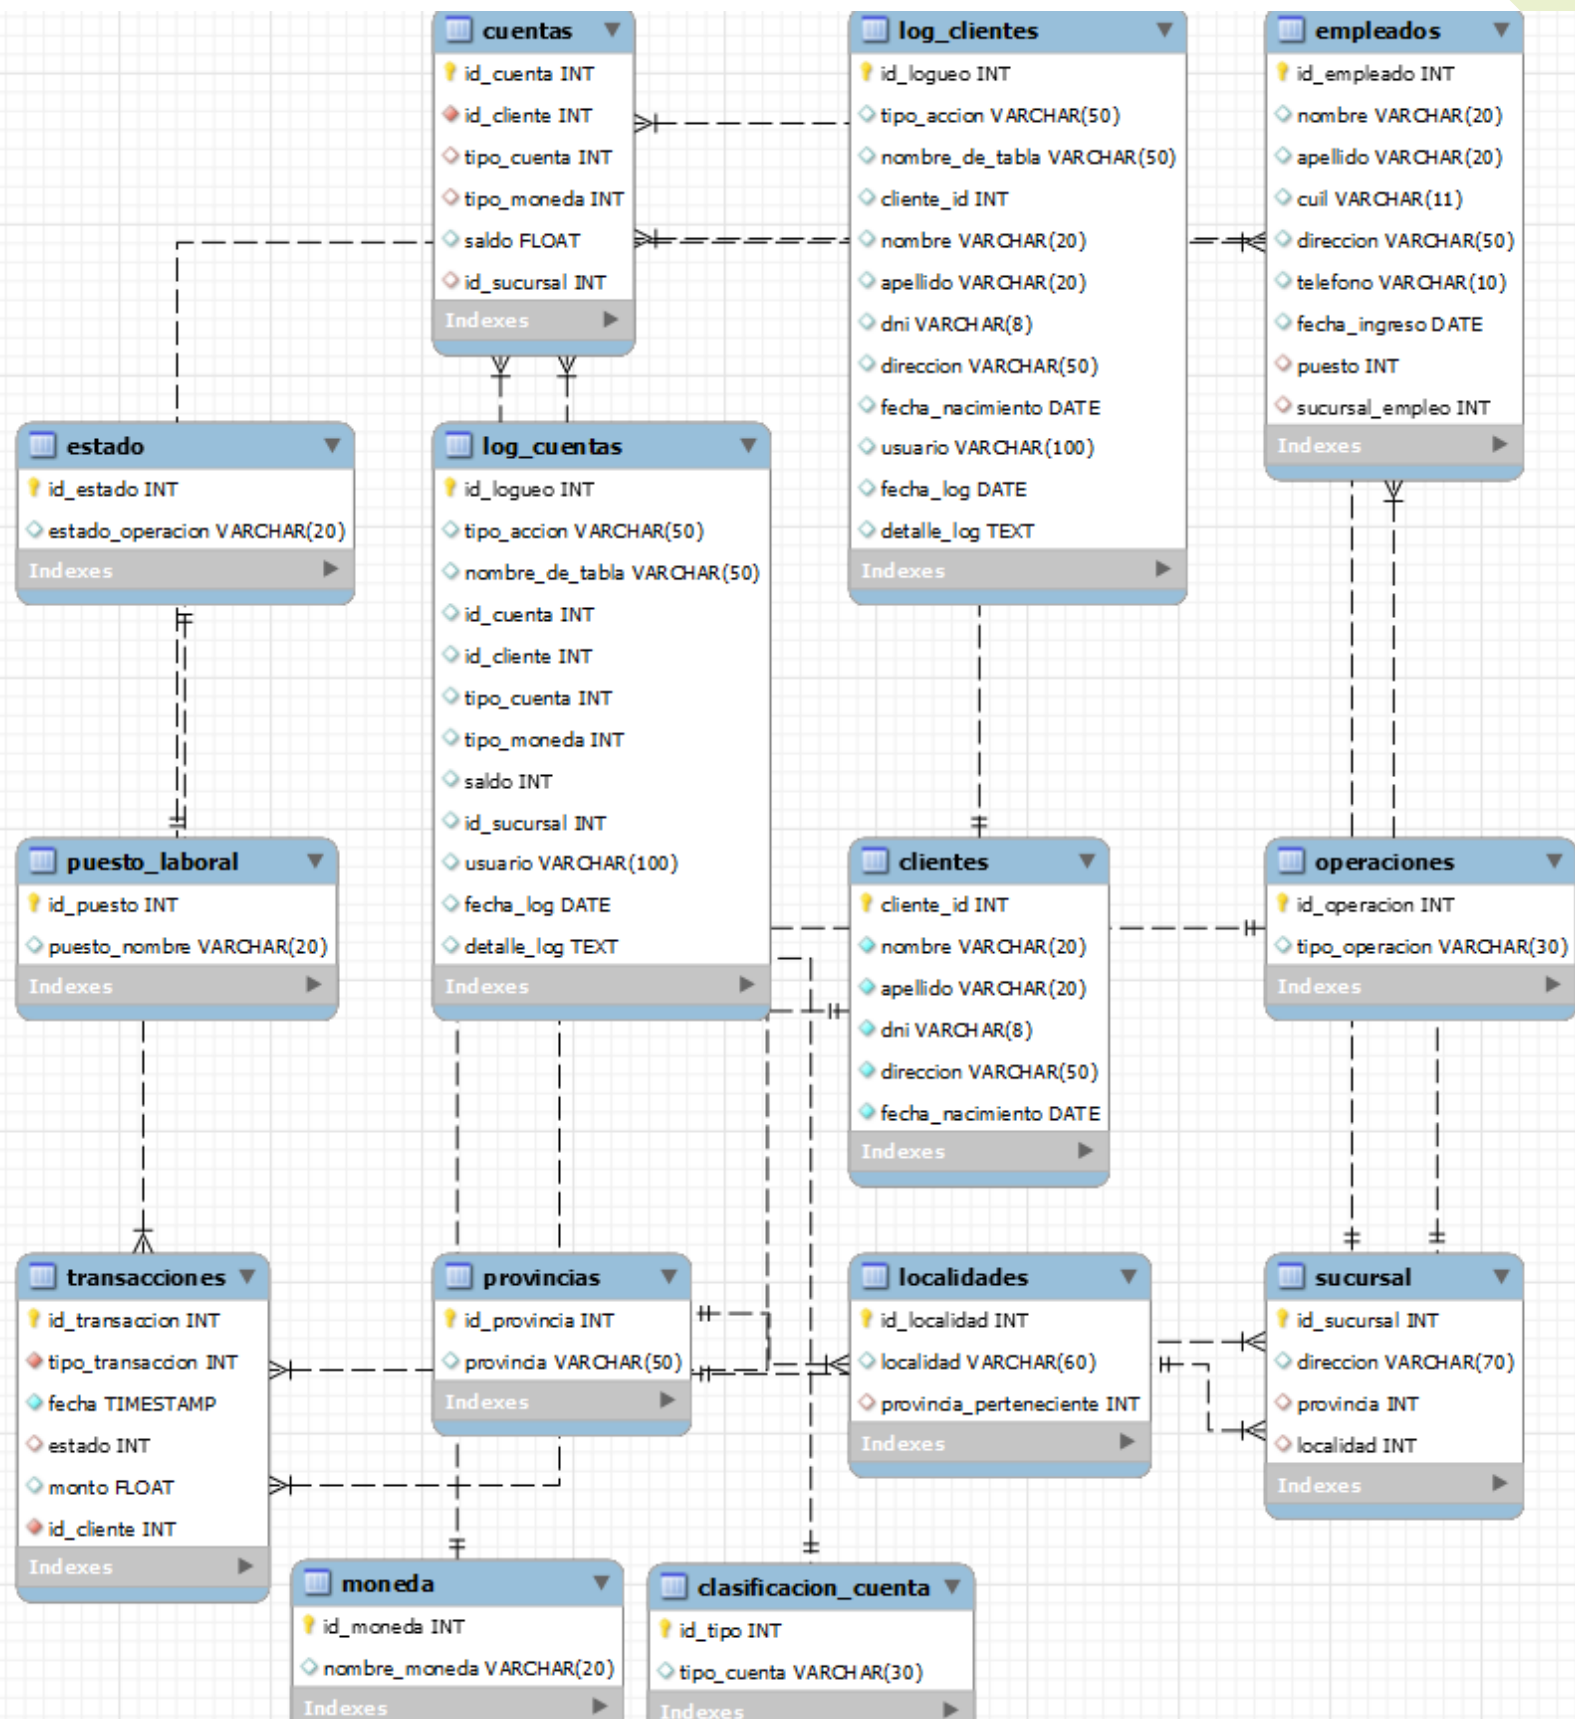 cuentas
id_cuenta INT
id_cliente INT
tipo_cuenta INT
tipo_moneda INT
saldo FLOAT
id_sucursal INT
Indexes
log_clientes
id_logueo INT
tipo_accion VARCHAR(50)
nombre_de_tabla VARCHAR(50)
cliente_id INT
nombre VARCHAR(20)
apellido VARCHAR(20)
dni VARCHAR(8)
direccion VARCHAR(50)
fecha_nacimiento DATE
usuario VARCHAR(100)
fecha_log DATE
detalle_log TEXT
Indexes
empleados
id_empleado INT
nombre VARCHAR(20)
apellido VARCHAR(20)
cuil VARCHAR(11)
direccion VARCHAR(50)
telefono VARCHAR(10)
fecha_ingreso DATE
puesto INT
sucursal_empleo INT
Indexes
estado
id_estado INT
estado_operacion VARCHAR(20)
Indexes
log_cuentas
id_logueo INT
tipo_accion VARCHAR(50)
nombre_de_tabla VARCHAR(50)
id_cuenta INT
id_cliente INT
tipo_cuenta INT
tipo_moneda INT
saldo INT
id_sucursal INT
usuario VARCHAR(100)
fecha_log DATE
detalle_log TEXT
Indexes
puesto_laboral
id_puesto INT
puesto_nombre VARCHAR(20)
Indexes
clientes
cliente_id INT
nombre VARCHAR(20)
apellido VARCHAR(20)
dni VARCHAR(8)
direccion VARCHAR(50)
fecha_nacimiento DATE
Indexes
operaciones
id_operacion INT
tipo_operacion VARCHAR(30)
Indexes
transacciones
id_transaccion INT
tipo_transaccion INT
fecha TIMESTAMP
estado INT
monto FLOAT
id_cliente INT
Indexes
provincias
id_provincia INT
provincia VARCHAR(50)
Indexes
localidades
id_localidad INT
localidad VARCHAR(60)
provincia_perteneciente INT
Indexes
sucursal
id_sucursal INT
direccion VARCHAR(70)
provincia INT
localidad INT
Indexes
moneda
id_moneda INT
nombre_moneda VARCHAR(20)
Indexes
clasificacion_cuenta
id_tipo INT
tipo_cuenta VARCHAR(30)
Indexes